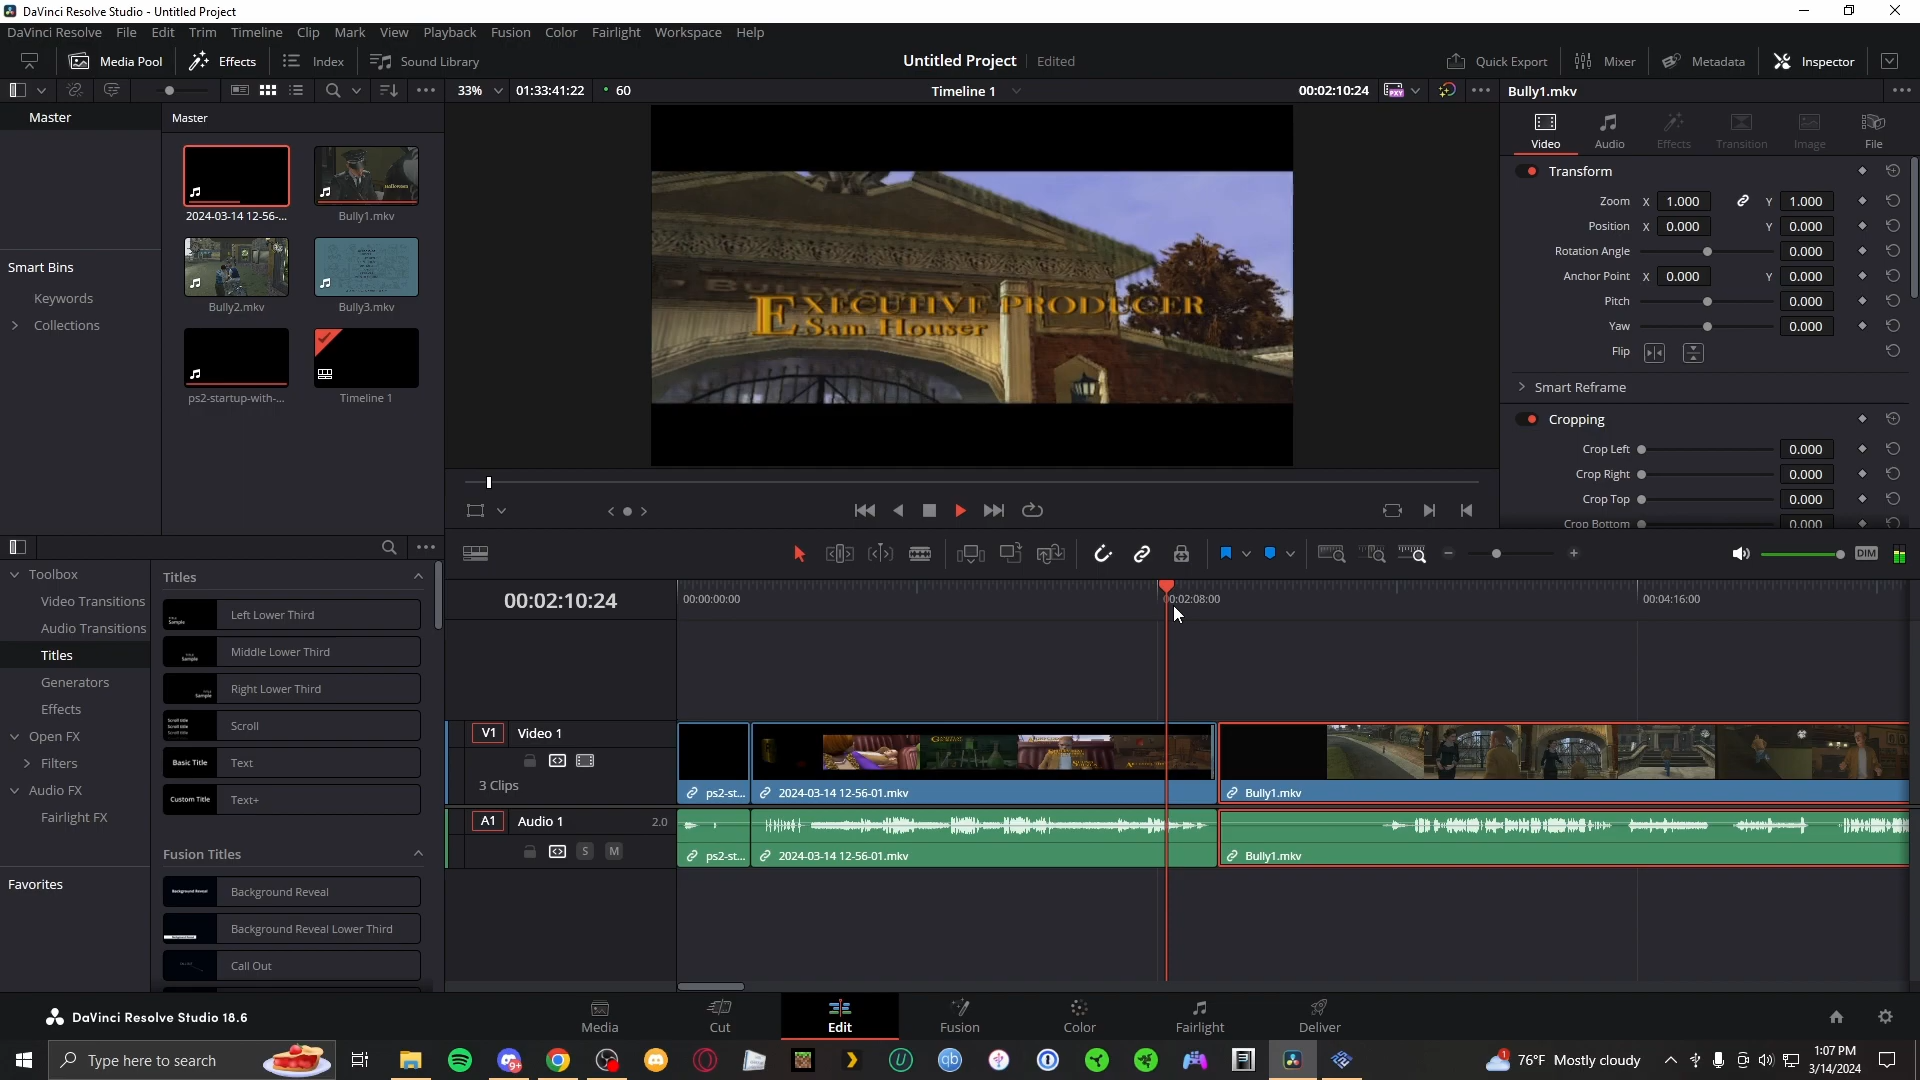 DaVinci Resolve Studio - Untitled Project
DaVinci Resolve File Edit Trim Timeline Clip Mark View Playback Fusion Color Fairlight Workspace Help
Media Pool Effects Index Sound Library Untitled Project Edited Quick Export Mixer Metadata Inspector
33% 01:33:41:22 60 Timeline 1 00:02:10:24 Bully1.mkv
Master Master
Video Audio Effects Transition Image File
2024-03-14 12-56-... Bully1.mkv
Bully2.mkv Bully3.mkv
ps2-startup-with-... Timeline 1
Smart Bins
Keywords
Collections
EXECUTIVE PRODUCER
Sam Houser
Transform
Zoom X 1.000 Y 1.000
Position X 0.000 Y 0.000
Rotation Angle 0.000
Anchor Point X 0.000 Y 0.000
Pitch 0.000
Yaw 0.000
Flip
Smart Reframe
Cropping
Crop Left 0.000
Crop Right 0.000
Crop Top 0.000
Crop Bottom 0.000
DIM
Toolbox
Video Transitions
Audio Transitions
Titles
Generators
Effects
Open FX
Filters
Audio FX
Fairlight FX
Favorites
Titles
Left Lower Third
Middle Lower Third
Right Lower Third
Scroll
Basic Title Text
Custom Title Text+
Fusion Titles
Background Reveal Background Reveal
Background Reveal Lower Third
Call Out
00:02:10:24 00:00:00:00 00:02:08:00 00:04:16:00
V1 Video 1
3 Clips
ps2-st... 2024-03-14 12-56-01.mkv Bully1.mkv
A1 Audio 1 2.0
S M
ps2-st... 2024-03-14 12-56-01.mkv Bully1.mkv
DaVinci Resolve Studio 18.6
Media Cut Edit Fusion Color Fairlight Deliver
Type here to search
76°F Mostly cloudy
1:07 PM
3/14/2024